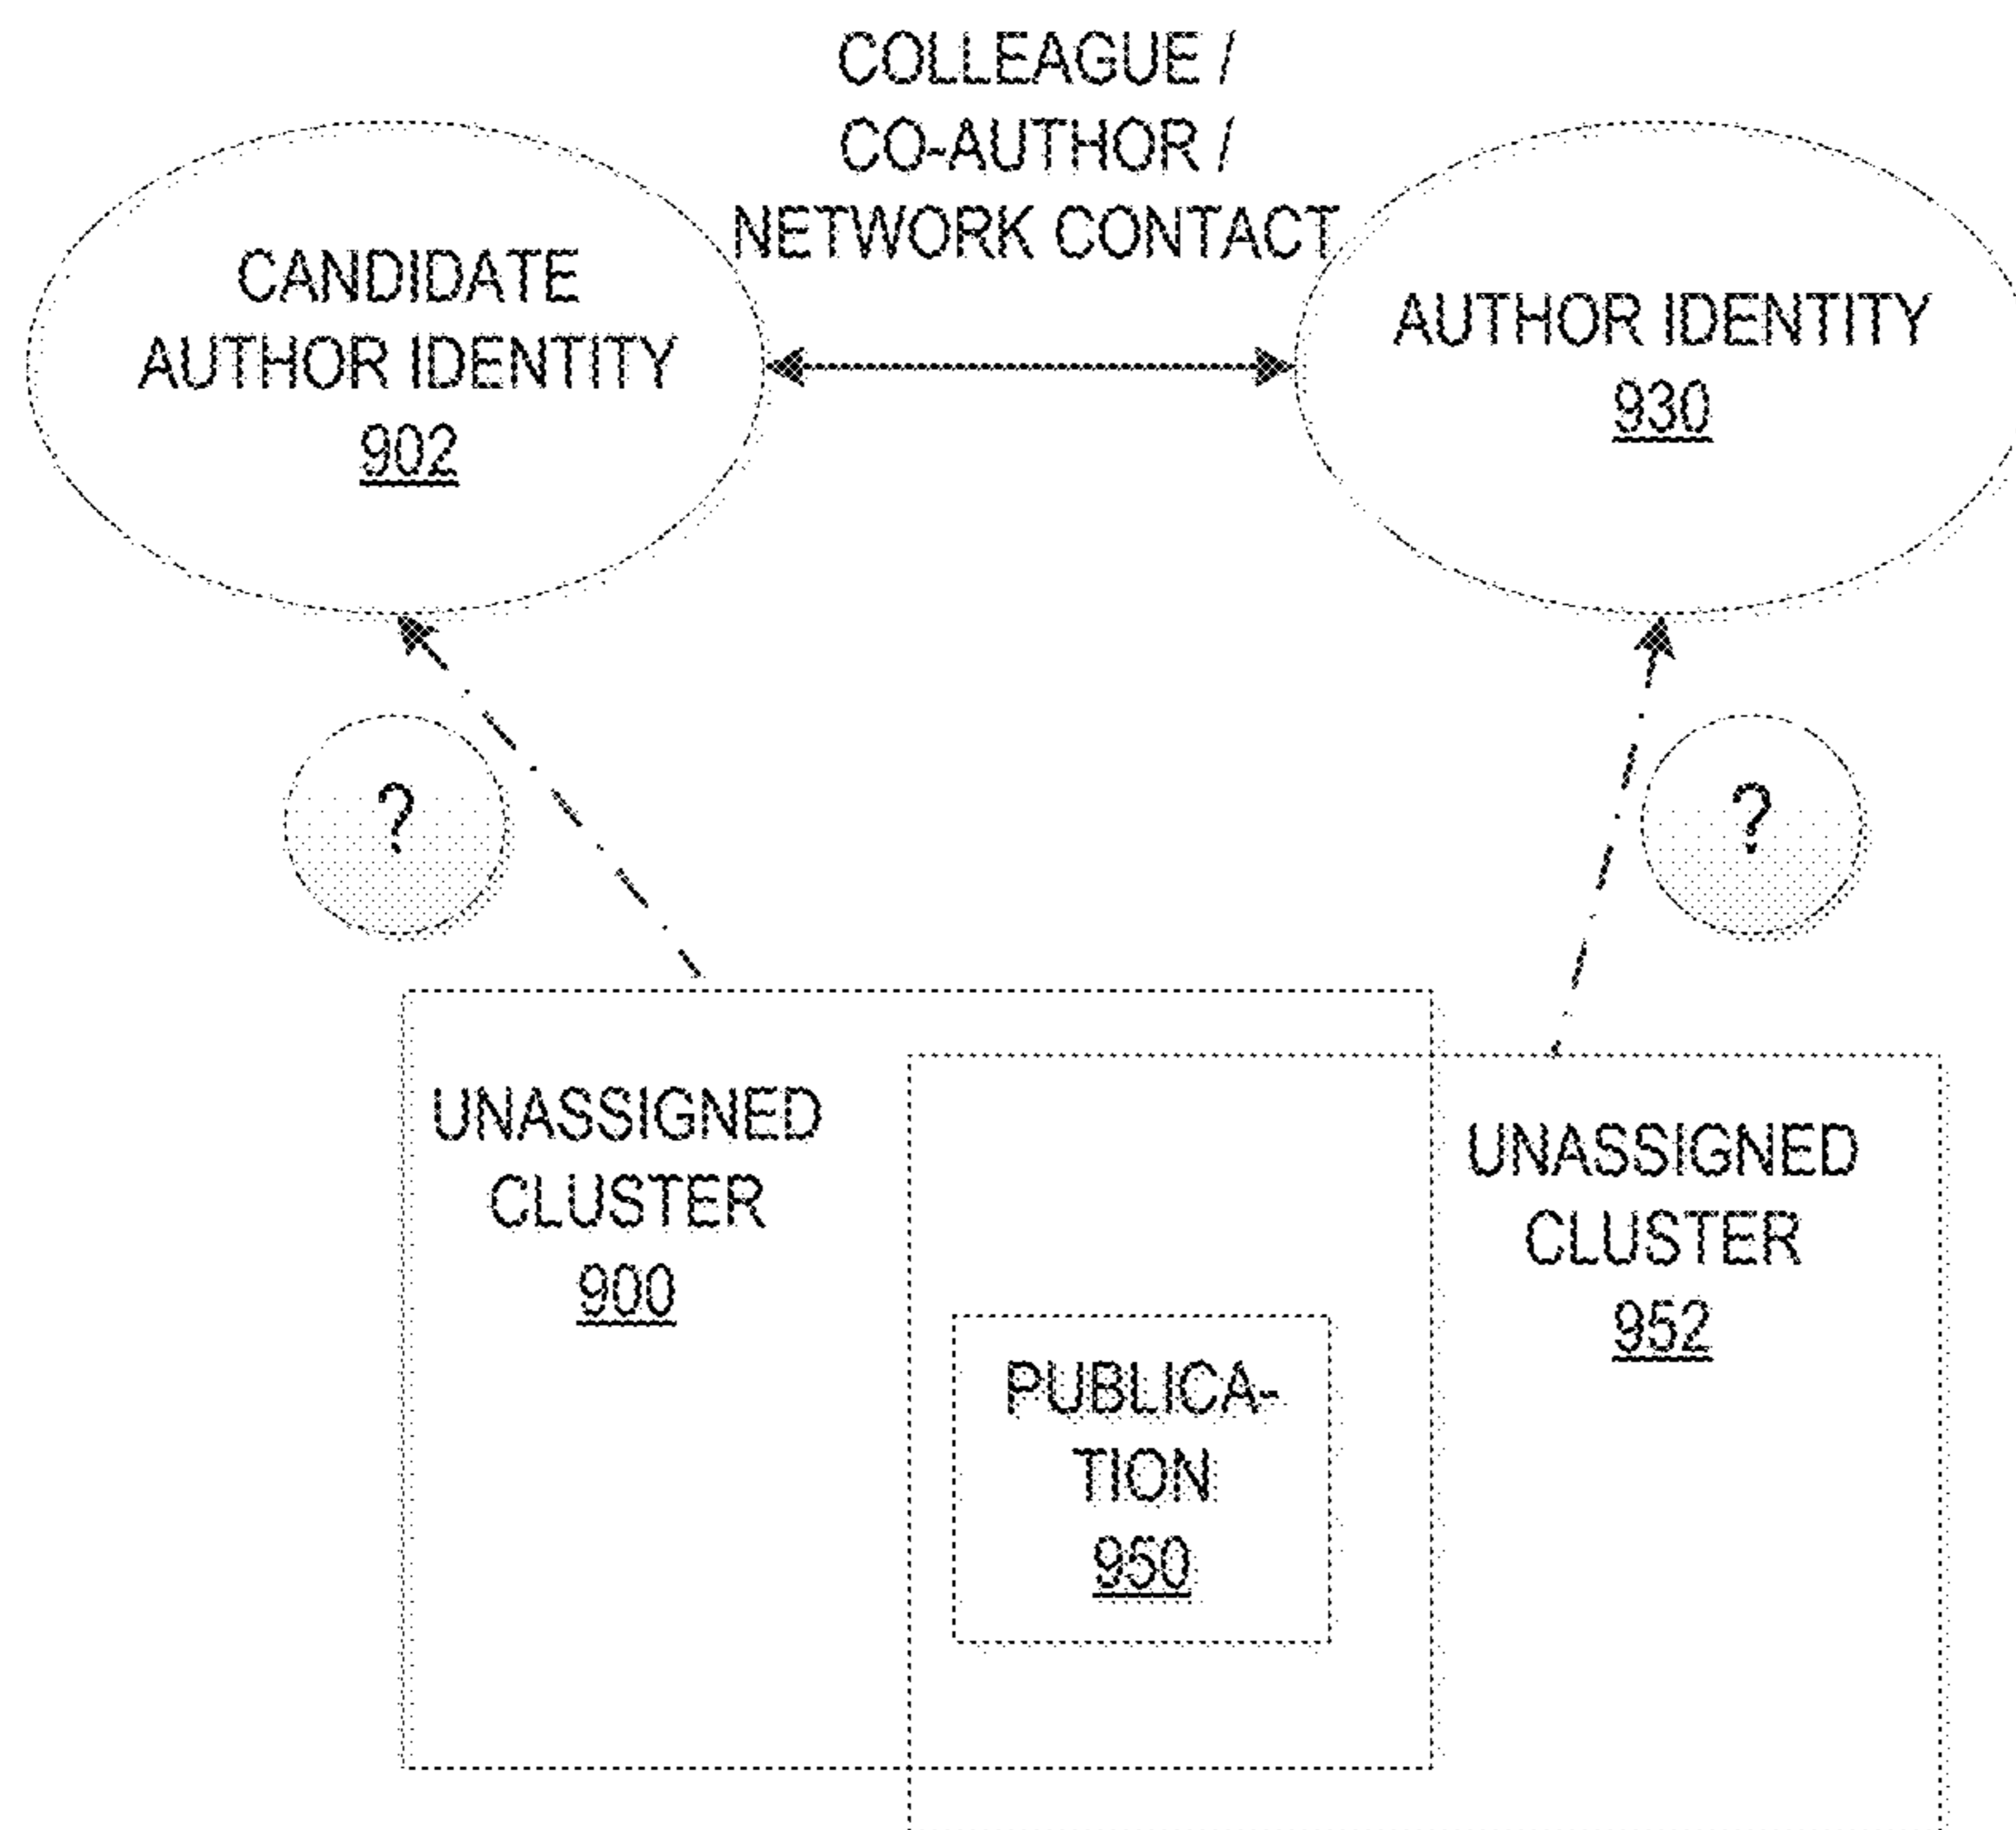 COLLEAGUE /
CO-AUTHOR /
NETWORK CONTACT
CANDIDATE
AUTHOR IDENTITY
902
AUTHOR IDENTITY
930
?
?
UNASSIGNED
CLUSTER
900
UNASSIGNED
CLUSTER
952
PUBLICA-
TION
950